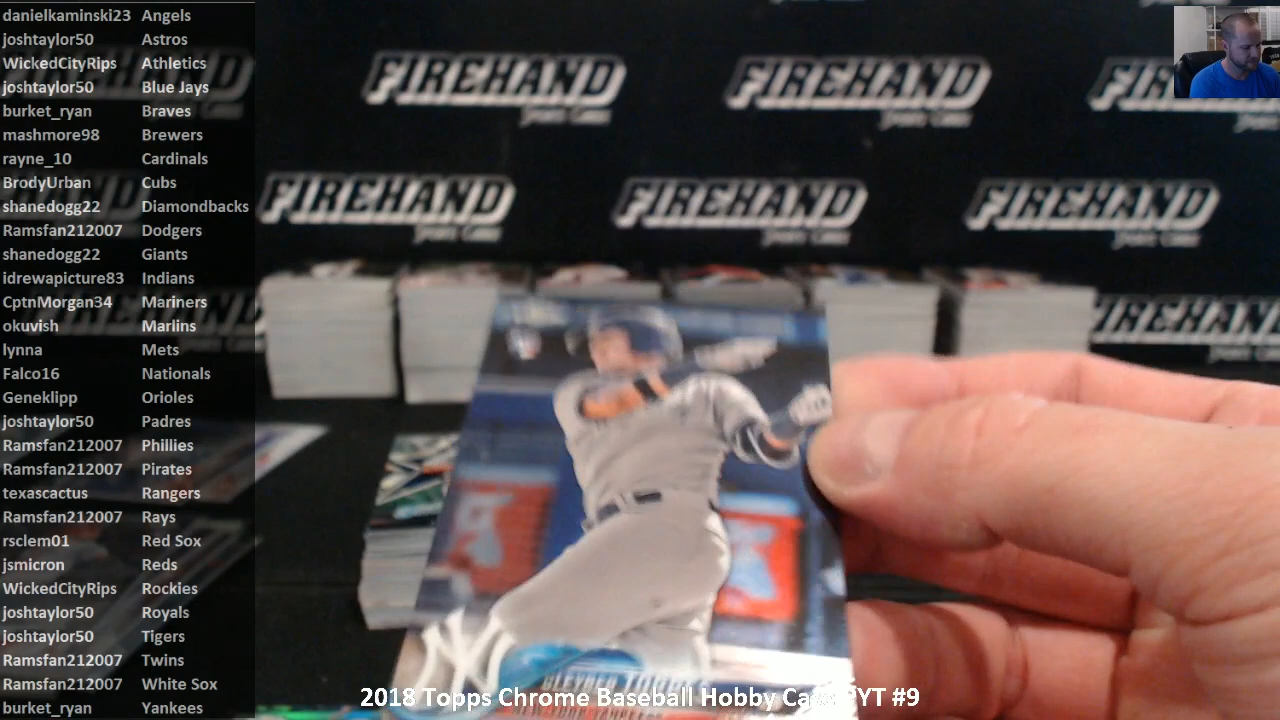 danielkaminski23 Angels
joshtaylor50 Astros
WickedCityRips Athletics
joshtaylor50 Blue Jays
burket_ryan Braves
mashmore98 Brewers
rayne_10 Cardinals
BrodyUrban Cubs
shanedogg22 Diamondbacks
Ramsfan212007 Dodgers
shanedogg22 Giants
idrewapicture83 Indians
CptnMorgan34 Mariners
okuvish Marlins
lynna Mets
Falco16 Nationals
Geneklipp Orioles
joshtaylor50 Padres
Ramsfan212007 Phillies
Ramsfan212007 Pirates
texascactus Rangers
Ramsfan212007 Rays
rsclem01 Red Sox
jsmicron Reds
WickedCityRips Rockies
joshtaylor50 Royals
joshtaylor50 Tigers
Ramsfan212007 Twins
Ramsfan212007 White Sox
burket_ryan Yankees
FIREHAND FIREHAND
FIREHAND FIREHAND FIREHAND
FIREHAND
NY
2018 Topps Chrome Baseball Hobby YT #9